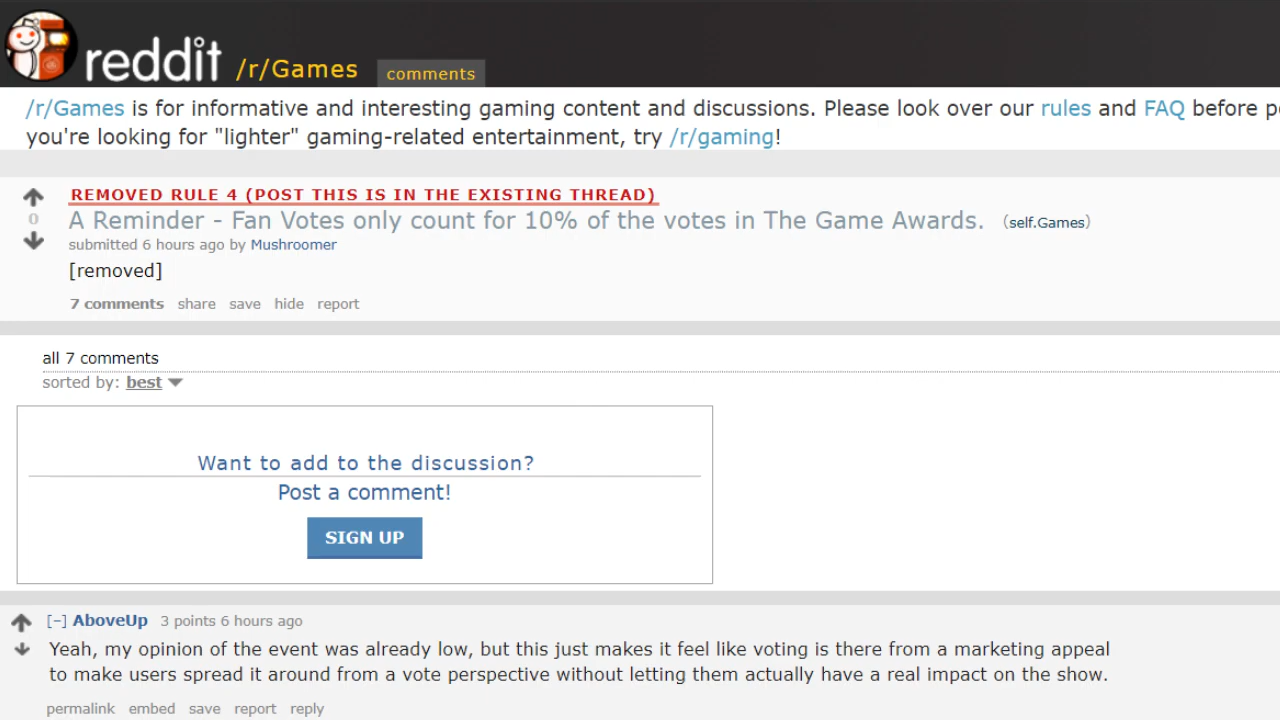 reddit /r/Games comments
/r/Games is for informative and interesting gaming content and discussions. Please look over our rules and FAQ before
you're looking for "lighter" gaming-related entertainment, try /r/gaming!
REMOVED RULE 4 (POST THIS IS IN THE EXISTING THREAD)
0
A Reminder - Fan Votes only count for 10% of the votes in The Game Awards. (self.Games)
submitted 6 hours ago by Mushroomer
[removed]
7 comments share save hide report
all 7 comments
sorted by: best
Want to add to the discussion?
Post a comment!
SIGN UP
[–] AboveUp 3 points 6 hours ago
Yeah, my opinion of the event was already low, but this just makes it feel like voting is there from a marketing appeal
to make users spread it around from a vote perspective without letting them actually have a real impact on the show.
permalink embed save report reply